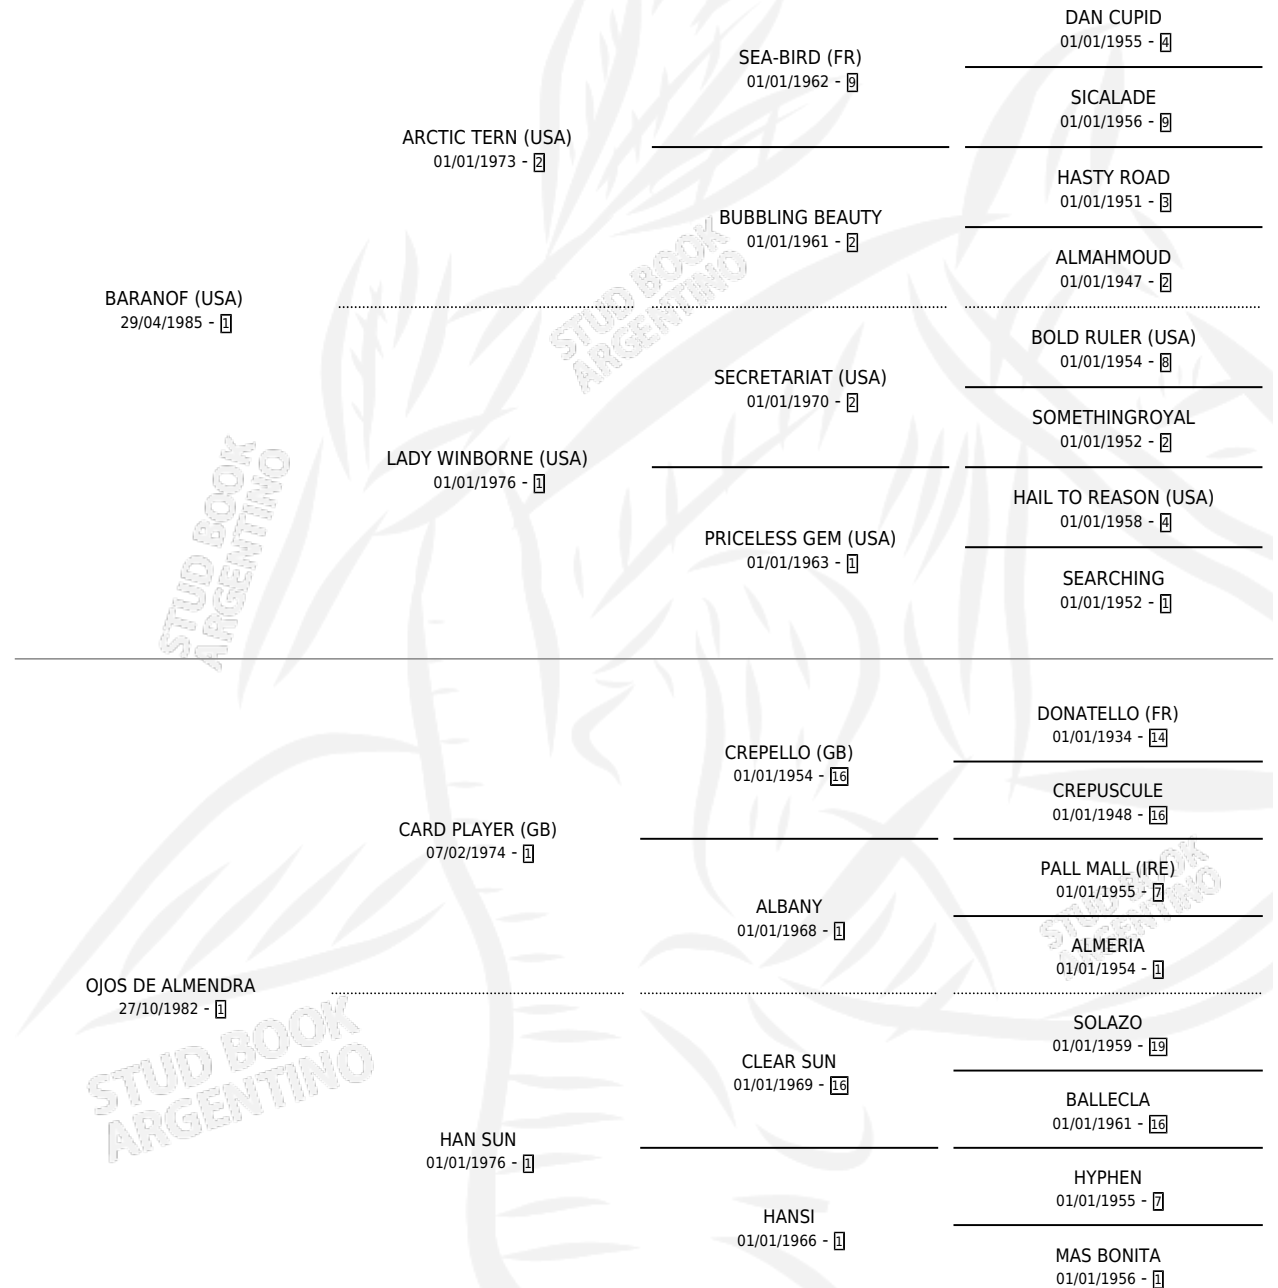 DAN CUPID
01/01/1955 - 4
SEA-BIRD (FR)
01/01/1962 - 9
SICALADE
01/01/1956 - 9
ARCTIC TERN (USA)
01/01/1973 - 2
HASTY ROAD
01/01/1951 - 3
BUBBLING BEAUTY
01/01/1961 - 2
ALMAHMOUD
01/01/1947 - 2
BARANOF (USA)
29/04/1985 - 1
BOLD RULER (USA)
01/01/1954 - 8
SECRETARIAT (USA)
01/01/1970 - 2
SOMETHINGROYAL
01/01/1952 - 2
LADY WINBORNE (USA)
01/01/1976 - 1
HAIL TO REASON (USA)
01/01/1958 - 4
PRICELESS GEM (USA)
01/01/1963 - 1
SEARCHING
01/01/1952 - 1
DONATELLO (FR)
01/01/1934 - 14
CREPELLO (GB)
01/01/1954 - 16
CREPUSCULE
01/01/1948 - 16
CARD PLAYER (GB)
07/02/1974 - 1
PALL MALL (IRE)
01/01/1955 - 7
ALBANY
01/01/1968 - 1
ALMERIA
01/01/1954 - 1
OJOS DE ALMENDRA
27/10/1982 - 1
SOLAZO
01/01/1959 - 19
CLEAR SUN
01/01/1969 - 16
BALLECLA
01/01/1961 - 16
HAN SUN
01/01/1976 - 1
HYPHEN
01/01/1955 - 7
HANSI
01/01/1966 - 1
MAS BONITA
01/01/1956 - 1
STUD BOOK
ARGENTINO
STUD BOOK
ARGENTINO
STUD BOOK
ARGENTINO
STUD BOOK
ARGENTINO